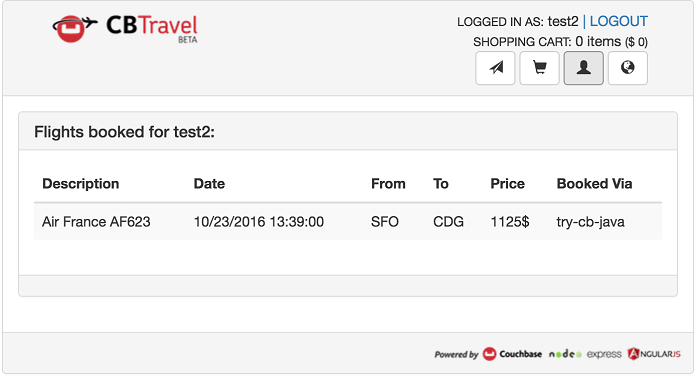 CBTravel
BETA
LOGGED IN AS: test2 | LOGOUT
SHOPPING CART: 0 items ($ 0)
Flights booked for test2:
Description Date From To Price Booked Via
Air France AF623 10/23/2016 13:39:00 SFO CDG 1125$ try-cb-java
Powered by Couchbase node express ANGULARJS